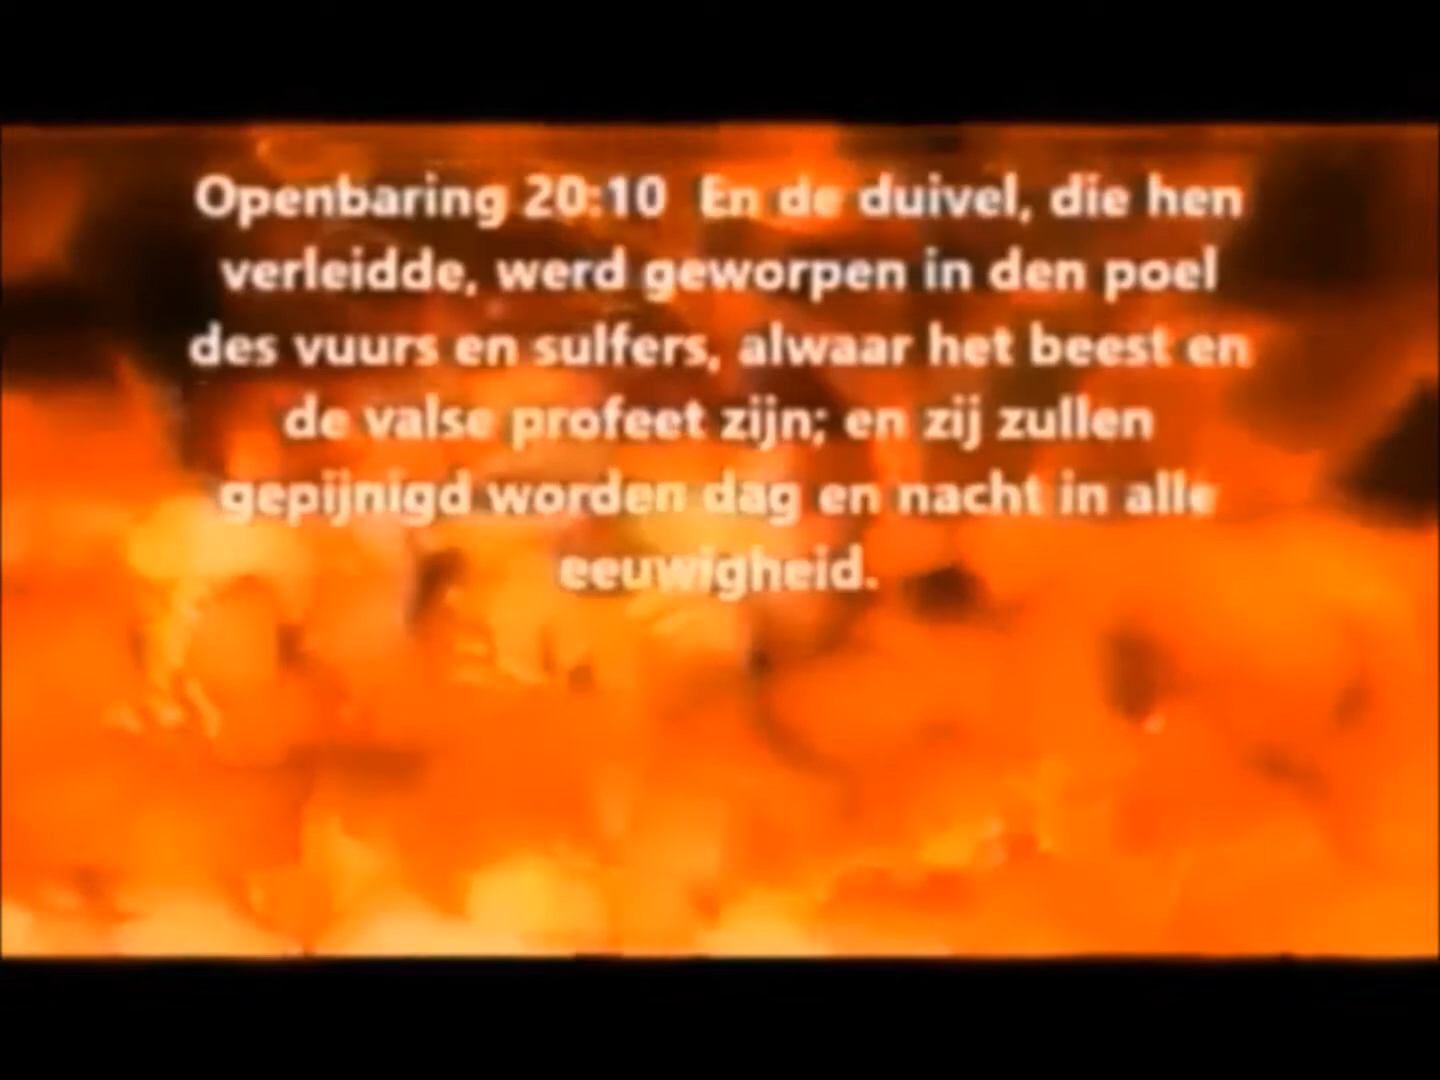 Openbaring 20:10 En de duivel, die hen
verleidde, werd geworpen in den poel
des vuurs en sulfers, alwaar het beest en
de valse profeet zijn; en zij zullen
gepijnigd worden dag en nacht in alle
eeuwigheid.